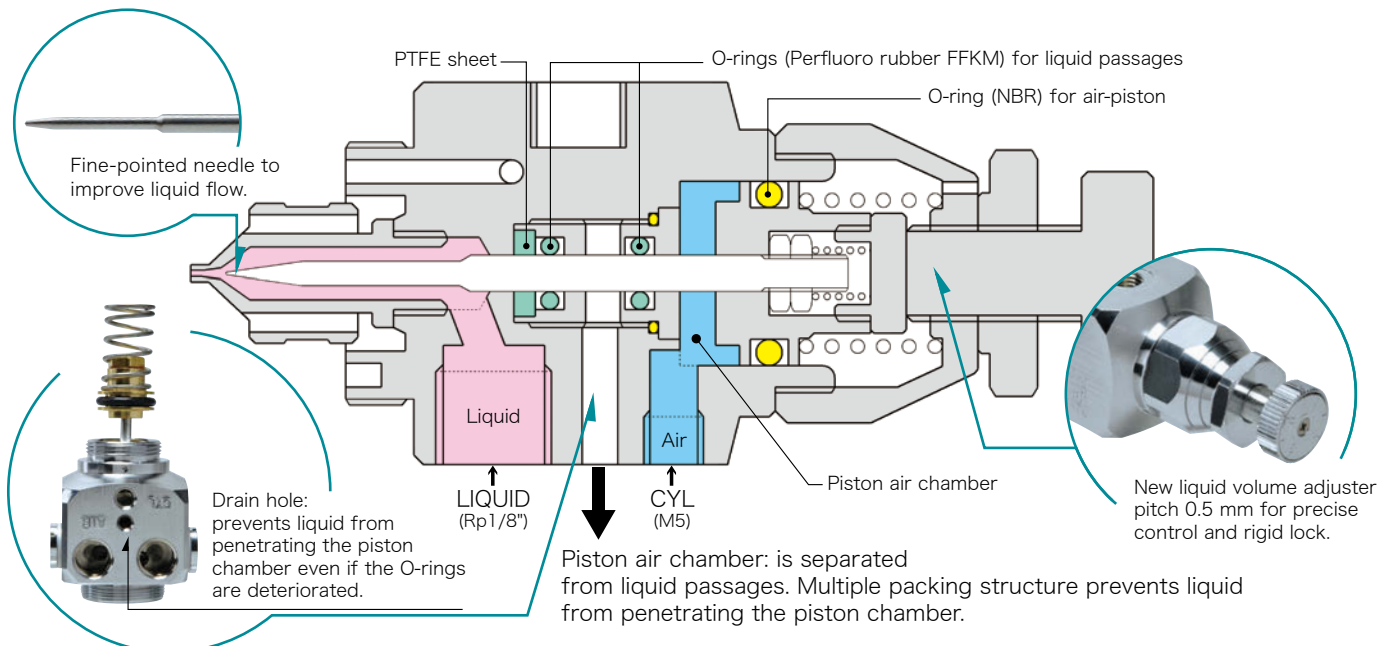 PTFE sheet
O-rings (Perfluoro rubber FFKM) for liquid passages
O-ring (NBR) for air-piston
Fine-pointed needle to
improve liquid flow.
Liquid
Air
LIQUID
(Rp1/8")
CYL
(M5)
Piston air chamber
Drain hole:
prevents liquid from
penetrating the piston
chamber even if the O-rings
are deteriorated.
Piston air chamber: is separated
from liquid passages. Multiple packing structure prevents liquid
from penetrating the piston chamber.
New liquid volume adjuster
pitch 0.5 mm for precise
control and rigid lock.